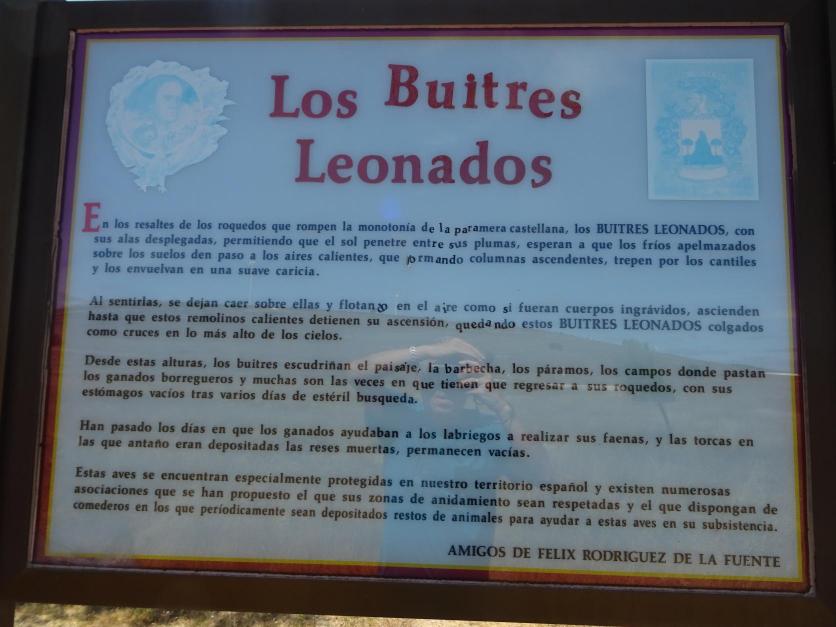 Los Buitres
Leonados
En los resaltes de los roquedos que rompen la monotonía de la paramera castellana, los BUITRES LEONADOS, con
sus alas desplegadas, permitiendo que el sol penetre entre sus plumas, esperan a que los fríos apelmazados
sobre los suelos den paso a los aires calientes, que formando columnas ascendentes, trepen por los cantiles
y los envuelvan en una suave caricia.
Al sentirlas, se dejan caer sobre ellas y flotanzo en el aire como si fueran cuerpos ingrávidos, ascienden
hasta que estos remolinos calientes detienen su ascensión, quedando estos BUITRES LEONADOS colgados
como cruces en lo más alto de los cielos.
Desde estas alturas, los buitres escudriñan el paisaje, la barbecha, los páramos, los campos donde pastan
los ganados borregueros y muchas son las veces en que tienen que regresar a sus roquedos, con sus
estómagos vacíos tras varios días de estéril busqueda.
Han pasado los días en que los ganados ayudaban a los labriegos a realizar sus faenas, y las torcas en
las que antaño eran depositadas las reses muertas, permanecen vacías.
Estas aves se encuentran especialmente protegidas en nuestro territorio español y existen numerosas
asociaciones que se han propuesto el que sus zonas de anidamiento sean respetadas y el que dispongan de
comederos en los que períodicamente sean depositados restos de animales para ayudar a estas aves en su subsistencia.
AMIGOS DE FELIX RODRIGUEZ DE LA FUENTE